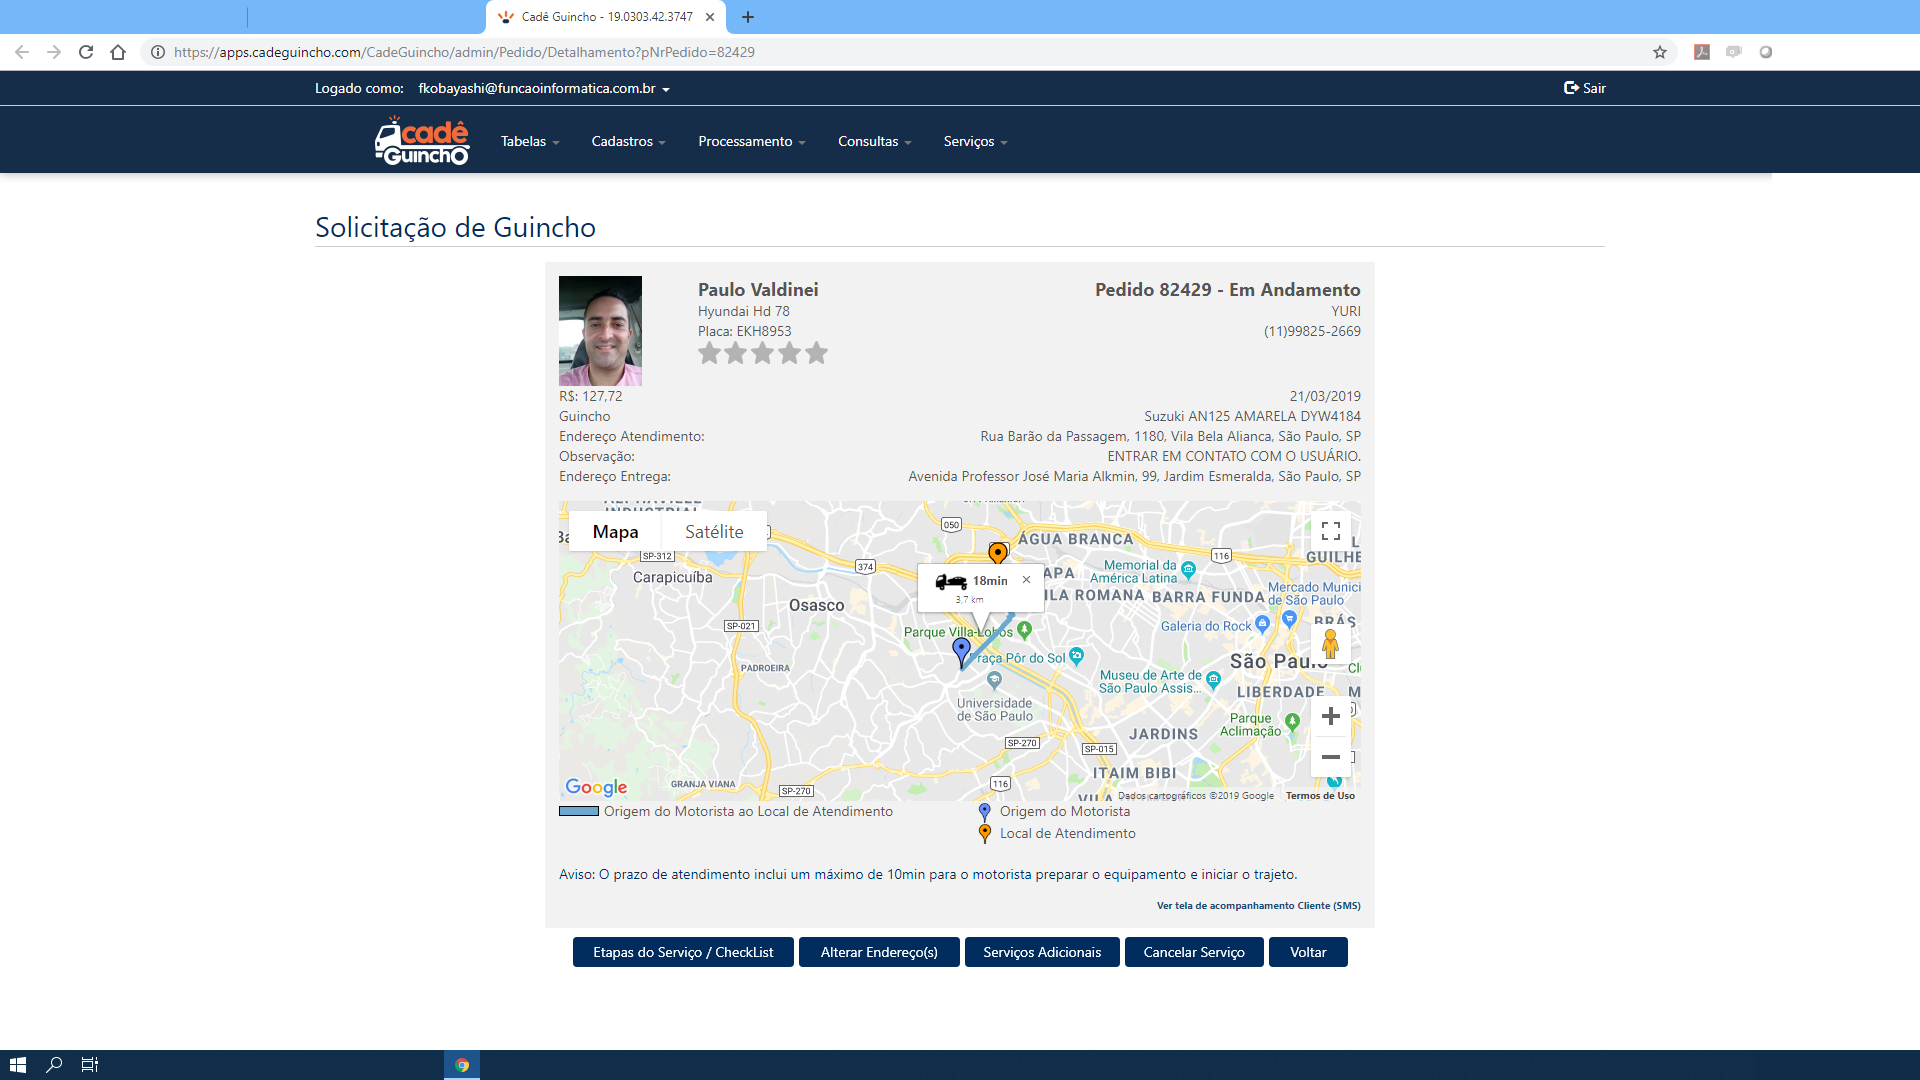 Cadê Guincho - 19.0303.42.3747
https://apps.cadeguincho.com/CadeGuincho/admin/Pedido/Detalhamento?pNrPedido=82429
Logado como: fkobayashi@funcaoinformatica.com.br
Sair
cadê
Guincho
Tabelas
Cadastros
Processamento
Consultas
Serviços
Solicitação de Guincho
Paulo Valdinei
Pedido 82429 - Em Andamento
Hyundai Hd 78
YURI
Placa: EKH8953
(11)99825-2669
R$: 127,72
21/03/2019
Guincho
Suzuki AN125 AMARELA DYW4184
Endereço Atendimento:
Rua Barão da Passagem, 1180, Vila Bela Alianca, São Paulo, SP
Observação:
ENTRAR EM CONTATO COM O USUÁRIO.
Endereço Entrega:
Avenida Professor José Maria Alkmin, 99, Jardim Esmeralda, São Paulo, SP
Mapa
Satélite
050
ÁGUA BRANCA
116
GUILHE
SP-312
374
Carapicuíba
Memorial da
América Latina
18min
3,7 km
APA
Mercado Munici
de São Paulo
ILA ROMANA
BARRA FUNDA
Osasco
SP-021
Galeria do Rock
BRÁS
Parque Villa-Lobos
PADROEIRA
Praça Pôr do Sol
São Paulo
Museu de Arte de
São Paulo Assis...
LIBERDADE
Universidade
de São Paulo
Parque
Aclimação
JARDINS
SP-270
SP-015
ITAIM BIBI
GRANJA VIANA
116
SP-270
Google
Dados cartográficos ©2019 Google
Termos de Uso
Origem do Motorista ao Local de Atendimento
Origem do Motorista
Local de Atendimento
Aviso: O prazo de atendimento inclui um máximo de 10min para o motorista preparar o equipamento e iniciar o trajeto.
Ver tela de acompanhamento Cliente (SMS)
Etapas do Serviço / CheckList
Alterar Endereço(s)
Serviços Adicionais
Cancelar Serviço
Voltar